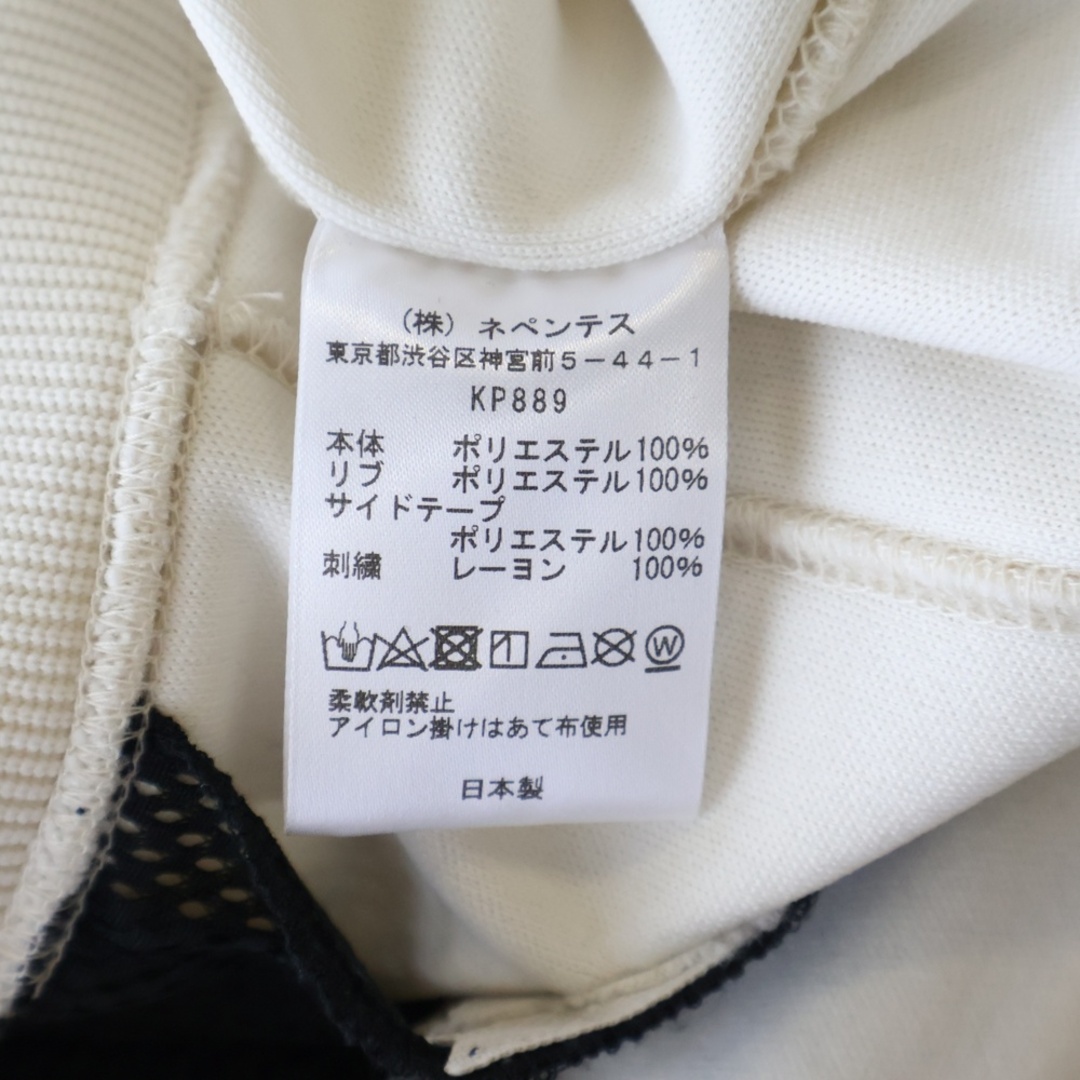 （株）ネペンテス
東京都渋谷区神宮前５－４４－１
KP889
本体 ポリエステル100%
リブ ポリエステル100%
サイドテープ
ポリエステル100%
刺繍 レーヨン 100%
W
柔軟剤禁止
アイロン掛けはあて布使用
日本製